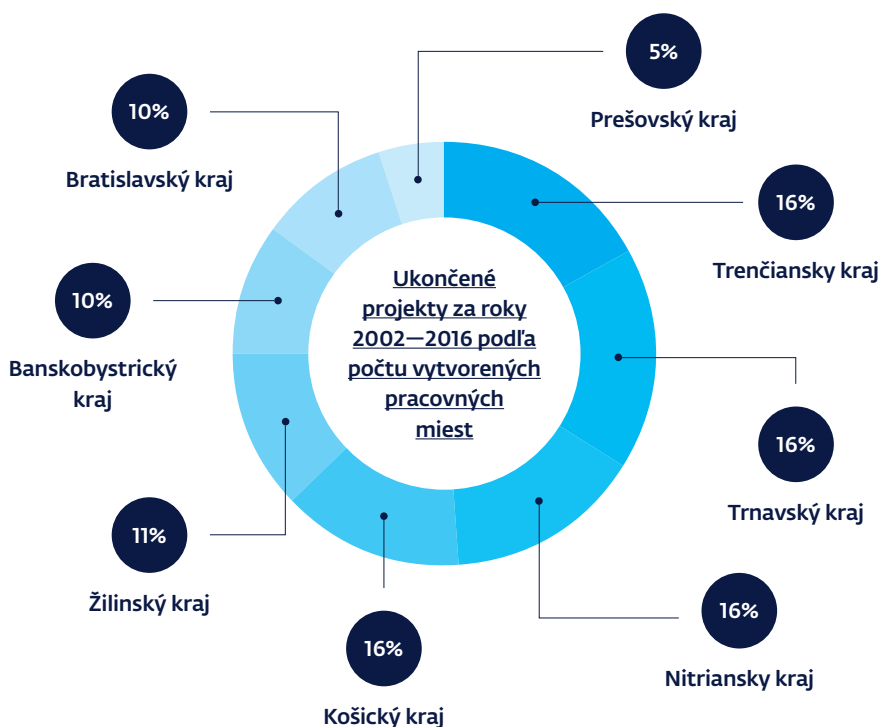 5%
Prešovský kraj
10%
Bratislavský kraj
16%
Trenčiansky kraj
Ukončené
projekty za roky
2002—2016 podľa
počtu vytvorených
pracovných
miest
10%
Banskobystrický
kraj
16%
Trnavský kraj
11%
Žilinský kraj
16%
Nitriansky kraj
16%
Košický kraj